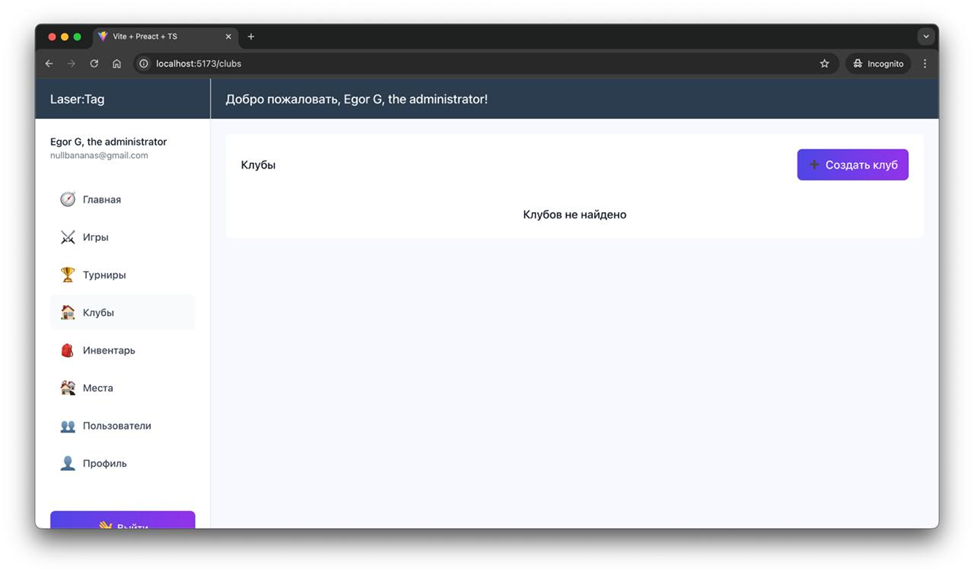 Vite + Preact + TS
localhost:5173/clubs
Incognito
Laser:Tag
Добро пожаловать, Egor G, the administrator!
Egor G, the administrator
nullbananas@gmail.com
Главная
Игры
Турниры
Клубы
Инвентарь
Места
Пользователи
Профиль
Выйти
Клубы
Создать клуб
Клубов не найдено